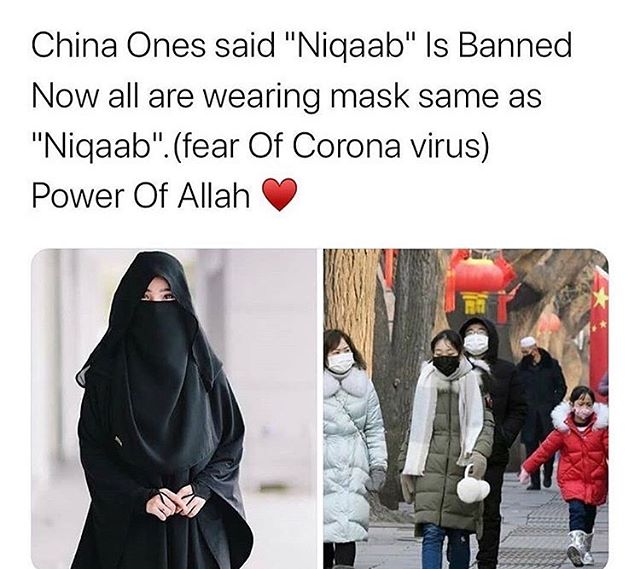 China Ones said "Niqaab" Is Banned
Now all are wearing mask same as
"Niqaab".(fear Of Corona virus)
Power Of Allah ♥️